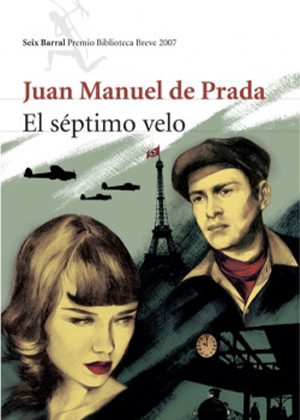 Seix Barral Premio Biblioteca Breve 2007
Juan Manuel de Prada
El séptimo velo